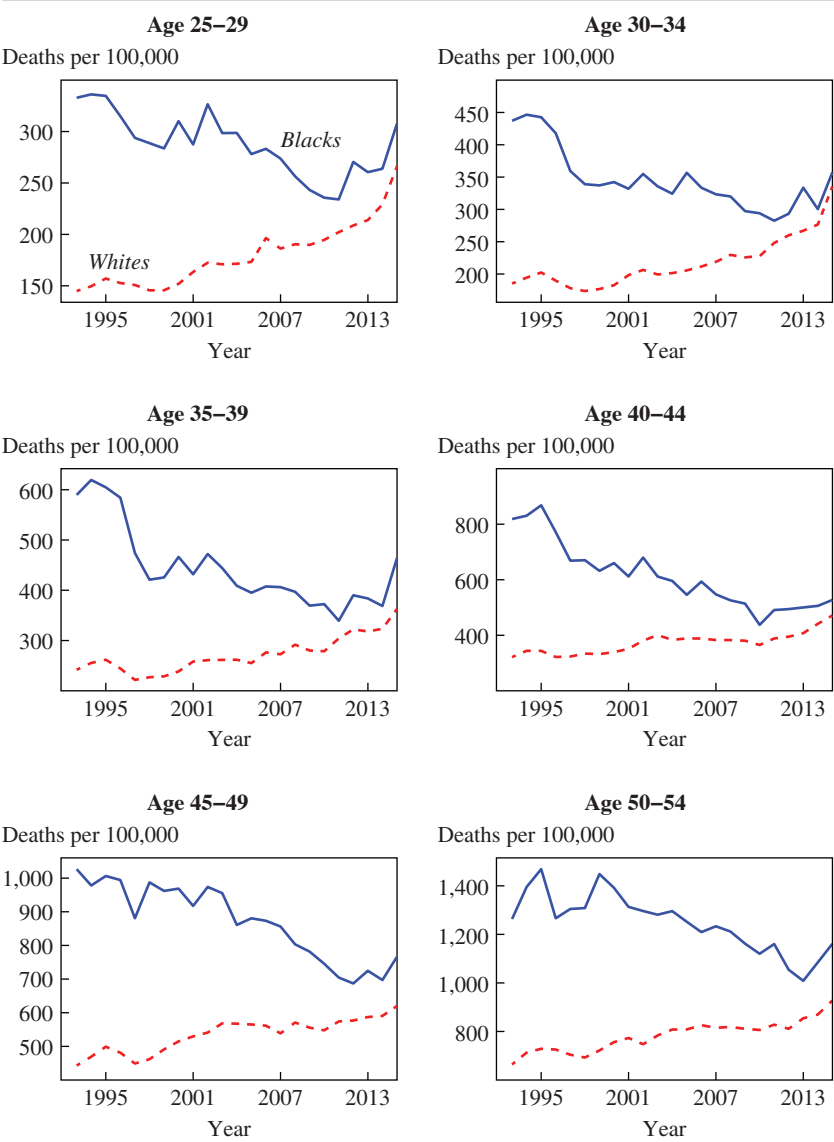 Age 25–29
Deaths per 100,000
300
250
200
150
Blacks
Whites
1995 2001 2007 2013
Year
Age 30–34
Deaths per 100,000
450
400
350
300
250
200
1995 2001 2007 2013
Year
Age 35–39
Deaths per 100,000
600
500
400
300
1995 2001 2007 2013
Year
Age 40–44
Deaths per 100,000
800
600
400
1995 2001 2007 2013
Year
Age 45–49
Deaths per 100,000
1,000
900
800
700
600
500
1995 2001 2007 2013
Year
Age 50–54
Deaths per 100,000
1,400
1,200
1,000
800
1995 2001 2007 2013
Year